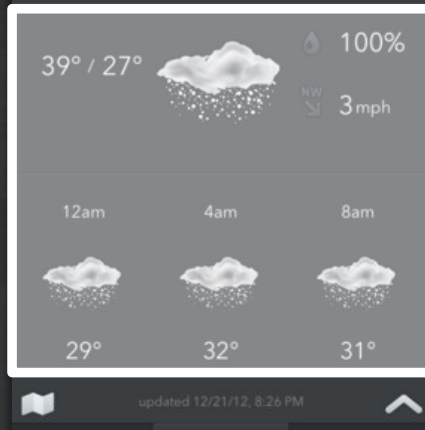 39° / 27°
100%
NW
3 mph
12am 4am 8am
29° 32° 31°
updated 12/21/12, 8:26 PM